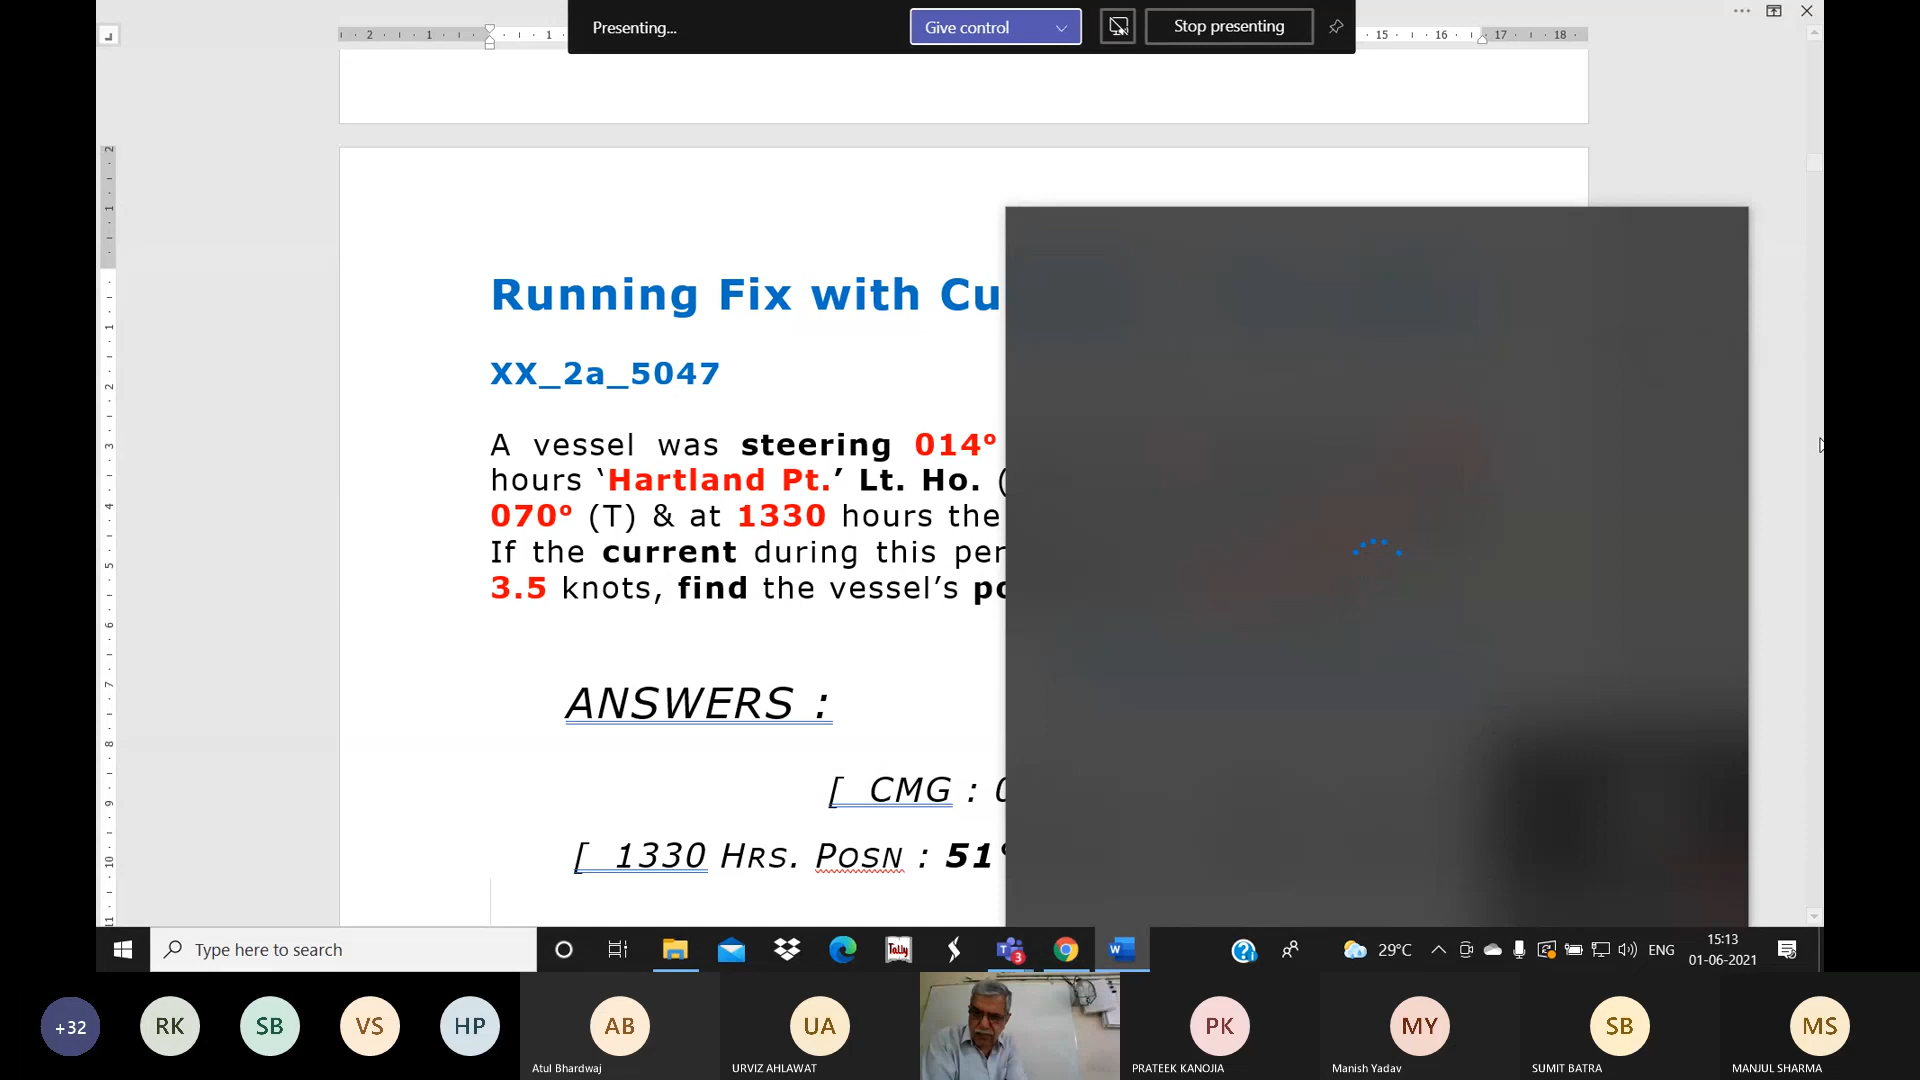 Presenting...
Give control
Stop presenting
Running Fix with Cu
XX_2a_5047
A vessel was steering 014°
hours ‘Hartland Pt.’ Lt. Ho. (
070° (T) & at 1330 hours the
If the current during this per
3.5 knots, find the vessel’s po
ANSWERS :
[ CMG : 0
[ 1330 HRS. POSN : 51°
Type here to search
Tally
3
29°C
ENG
15:13
01-06-2021
+32
RK
SB
VS
HP
AB
Atul Bhardwaj
UA
URVIZ AHLAWAT
PK
PRATEEK KANOJIA
MY
Manish Yadav
SB
SUMIT BATRA
MS
MANJUL SHARMA